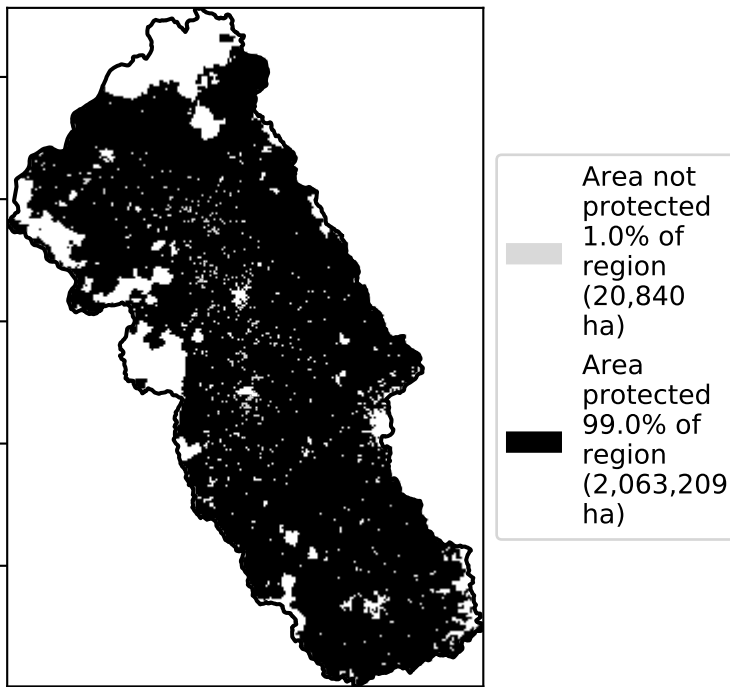 Area not
protected
1.0% of
region
(20,840
ha)
Area
protected
99.0% of
region
(2,063,209
ha)